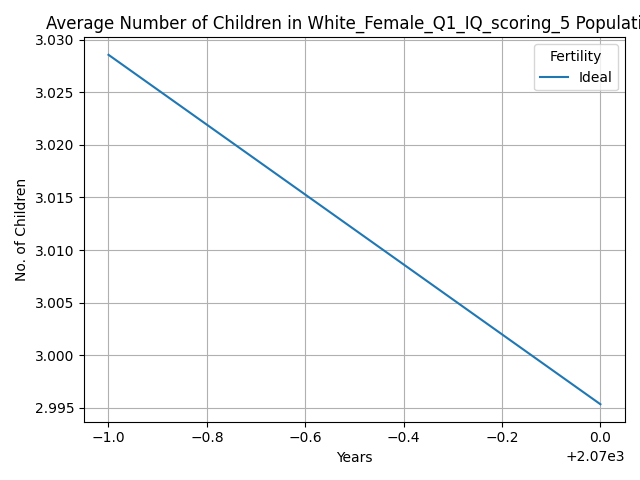 Average Number of Children in White_Female_Q1_IQ_scoring_5 Populati
3.030
3.025
3.020
3.015
3.010
3.005
3.000
2.995
No. of Children
Fertility
Ideal
−1.0 −0.8 −0.6 −0.4 −0.2 0.0
Years
+2.07e3